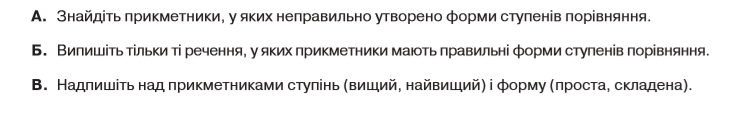 А. Знайдіть прикметники, у яких неправильно утворено форми ступенів порівняння.
Б. Випишіть тільки ті речення, у яких прикметники мають правильні форми ступенів порівняння.
В. Надпишіть над прикметниками ступінь (вищий, найвищий) і форму (проста, складена).